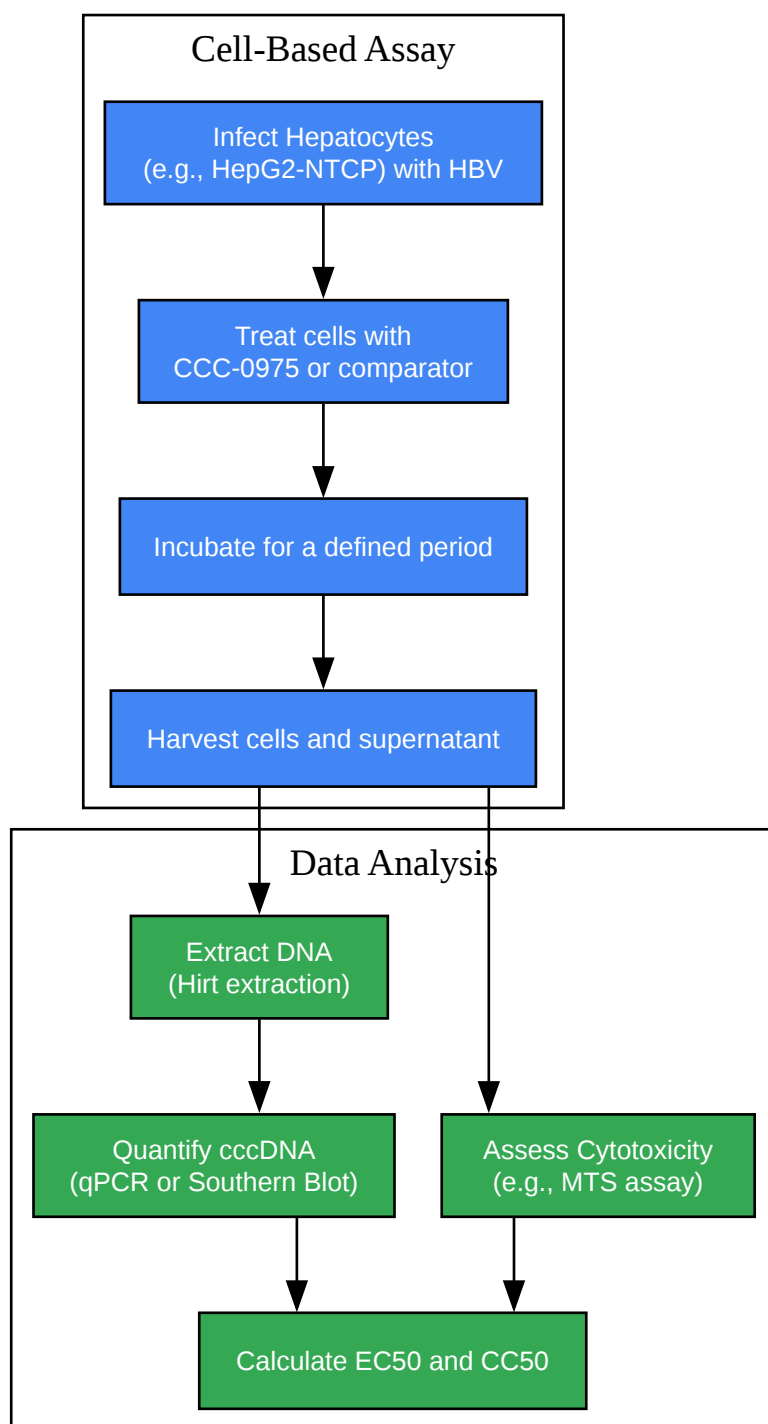 Cell-Based Assay
Infect Hepatocytes
(e.g., HepG2-NTCP) with HBV
Treat cells with
CCC-0975 or comparator
Incubate for a defined period
Harvest cells and supernatant
Data Analysis
Extract DNA
(Hirt extraction)
Quantify cccDNA
(qPCR or Southern Blot)
Assess Cytotoxicity
(e.g., MTS assay)
Calculate EC50 and CC50